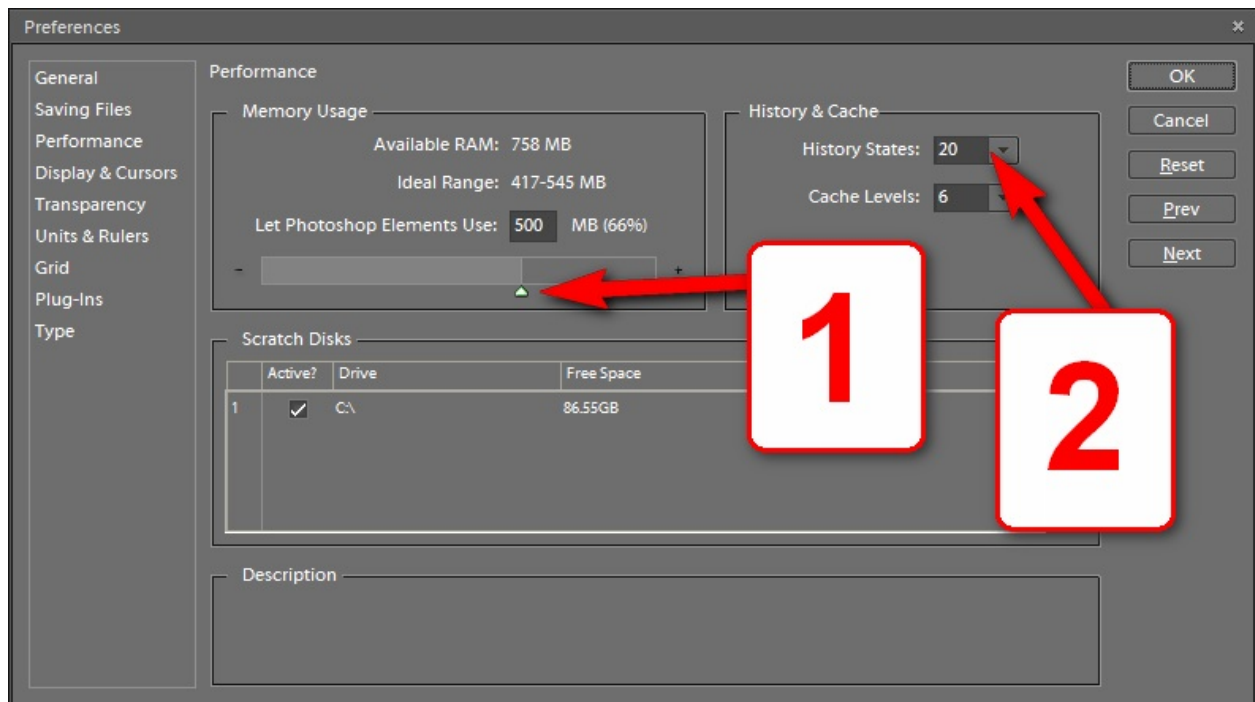 Preferences
General
Saving Files
Performance
Display & Cursors
Transparency
Units & Rulers
Grid
Plug-Ins
Type
Performance
Memory Usage
Available RAM: 758 MB
Ideal Range: 417-545 MB
Let Photoshop Elements Use: 500 MB (66%)
- +
History & Cache
History States: 20
Cache Levels: 6
1
2
Scratch Disks
Active? Drive Free Space
1 C:\ 86.55GB
Description
OK
Cancel
Reset
Prev
Next